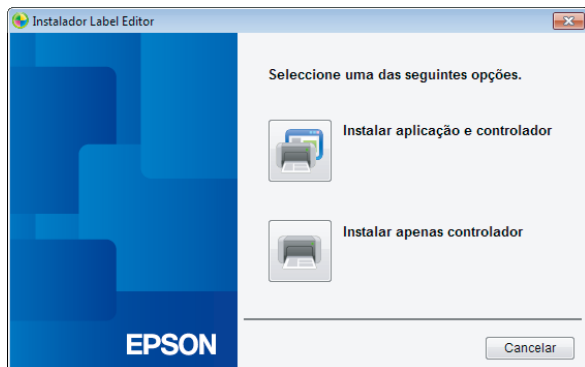 Instalador Label Editor
Seleccione uma das seguintes opções.
Instalar aplicação e controlador
Instalar apenas controlador
EPSON
Cancelar